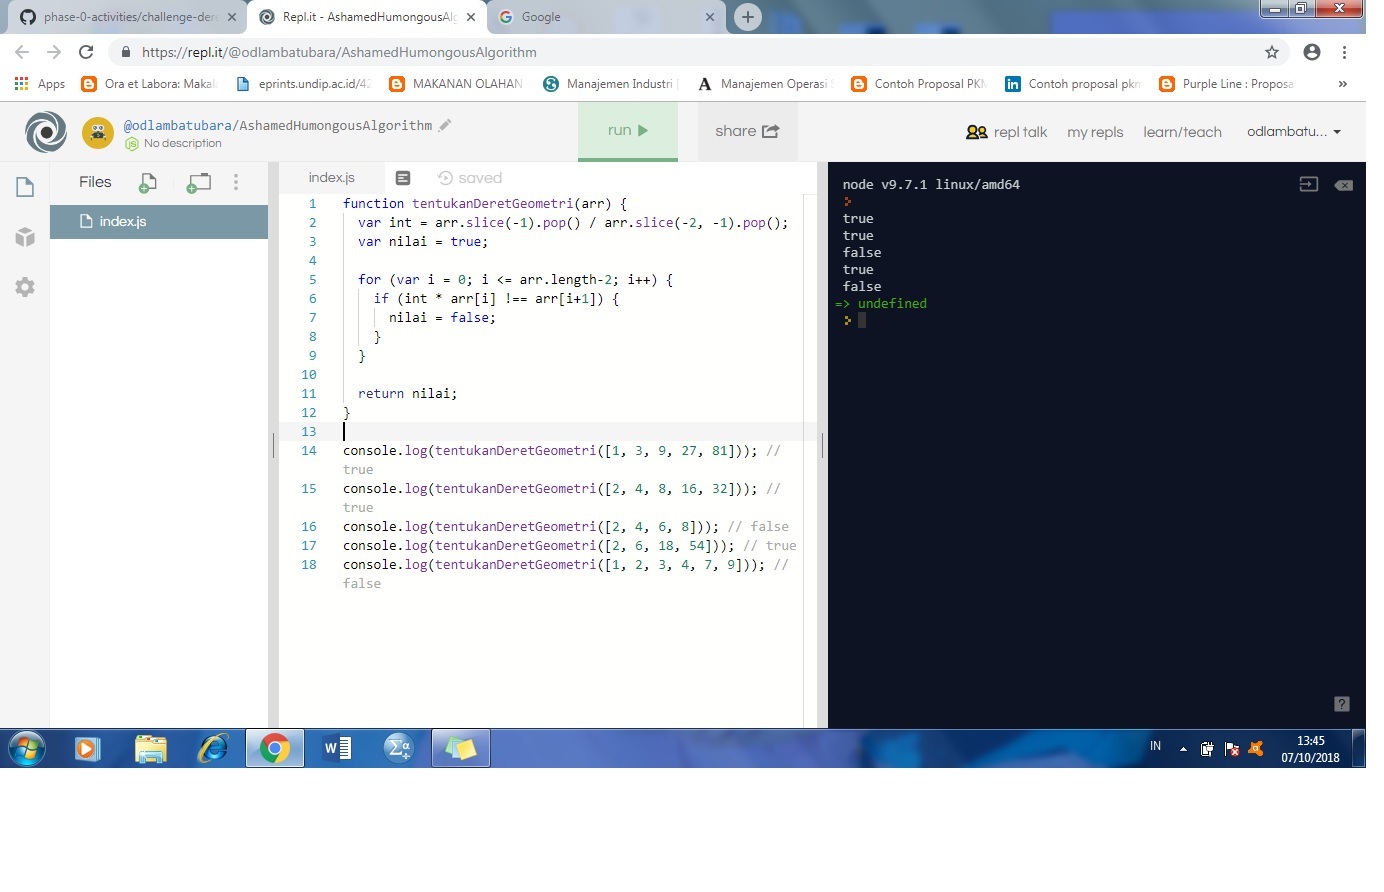 phase-0-activities/challenge-der
Repl.it - AshamedHumongousAlg
Google
https://repl.it/@odlambatubara/AshamedHumongousAlgorithm
Apps
Ora et Labora: Makal
eprints.undip.ac.id/42
MAKANAN OLAHAN
Manajemen Industri
Manajemen Operasi
Contoh Proposal PKM
Contoh proposal pkm
Purple Line : Proposa
»
@odlambatubara/AshamedHumongousAlgorithm
No description
run
share
repl talk
my repls
learn/teach
odlambatu...
Files
index.js
index.js
saved
1 function tentukanDeretGeometri(arr) {
2 var int = arr.slice(-1).pop() / arr.slice(-2, -1).pop();
3 var nilai = true;
4
5 for (var i = 0; i <= arr.length-2; i++) {
6 if (int * arr[i] !== arr[i+1]) {
7 nilai = false;
8 }
9 }
10
11 return nilai;
12 }
13
14 console.log(tentukanDeretGeometri([1, 3, 9, 27, 81])); //
true
15 console.log(tentukanDeretGeometri([2, 4, 8, 16, 32])); //
true
16 console.log(tentukanDeretGeometri([2, 4, 6, 8])); // false
17 console.log(tentukanDeretGeometri([2, 6, 18, 54])); // true
18 console.log(tentukanDeretGeometri([1, 2, 3, 4, 7, 9])); //
false
node v9.7.1 linux/amd64
true
true
false
true
false
=> undefined
?
IN
13:45
07/10/2018